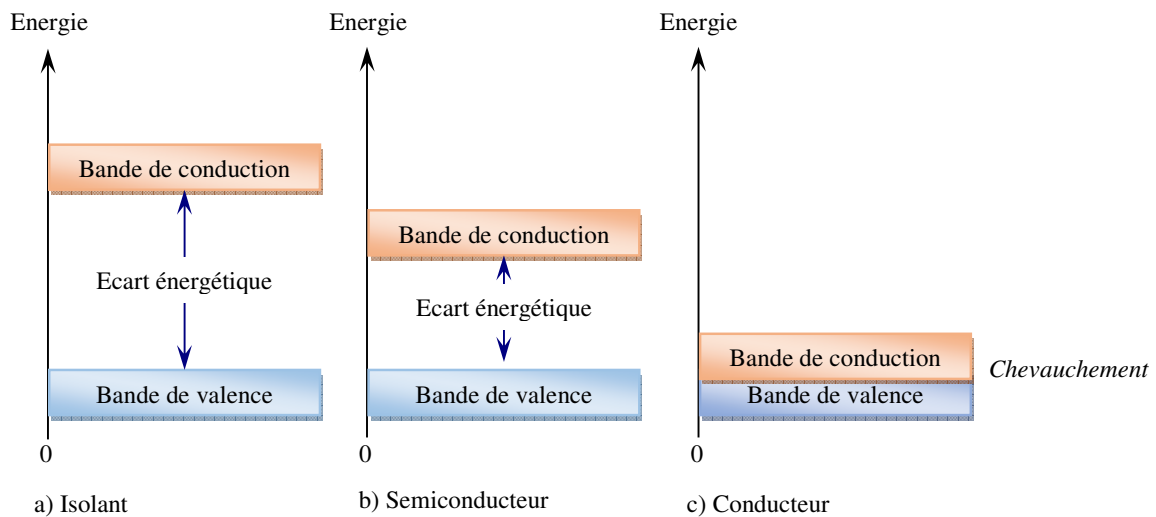 Energie
Bande de conduction
Ecart énergétique
Bande de valence
0
a) Isolant
Energie
Bande de conduction
Ecart énergétique
Bande de valence
0
b) Semiconducteur
Energie
Bande de conduction
Chevauchement
Bande de valence
0
c) Conducteur